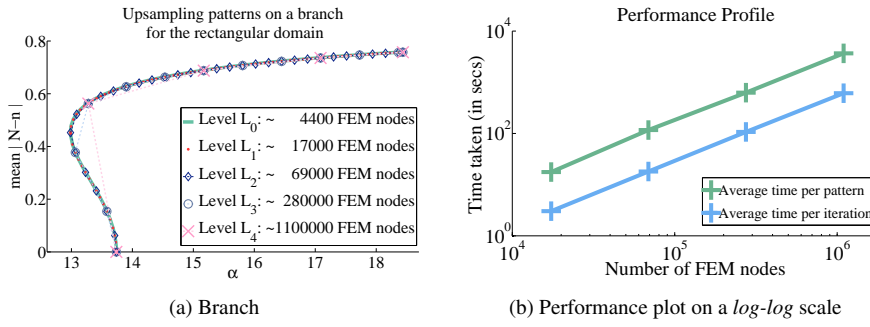 Upsampling patterns on a branch
for the rectangular domain
0.8
0.6
0.4
0.2
0
mean | N−n |
13
14
15
16
17
18
α
Level L0: ~ 4400 FEM nodes
Level L1: ~ 17000 FEM nodes
Level L2: ~ 69000 FEM nodes
Level L3: ~ 280000 FEM nodes
Level L4: ~1100000 FEM nodes
(a) Branch
Performance Profile
10^4
10^2
10^0
Time taken (in secs)
10^4
10^5
10^6
Number of FEM nodes
Average time per pattern
Average time per iteration
(b) Performance plot on a log-log scale